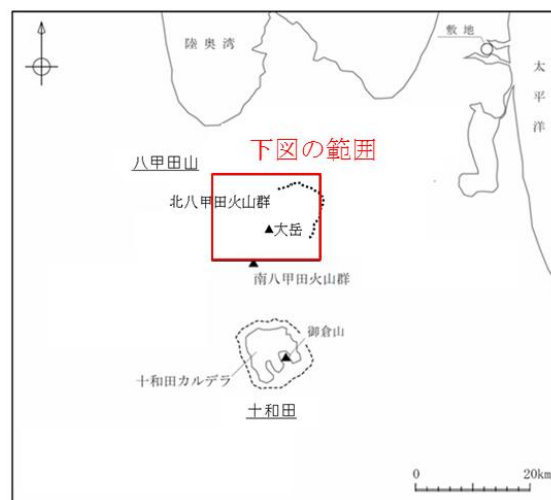 陸奥湾
敷地
太平洋
下図の範囲
八甲田山
北八甲田火山群
大岳
南八甲田火山群
御倉山
十和田カルデラ
十和田
0 20km